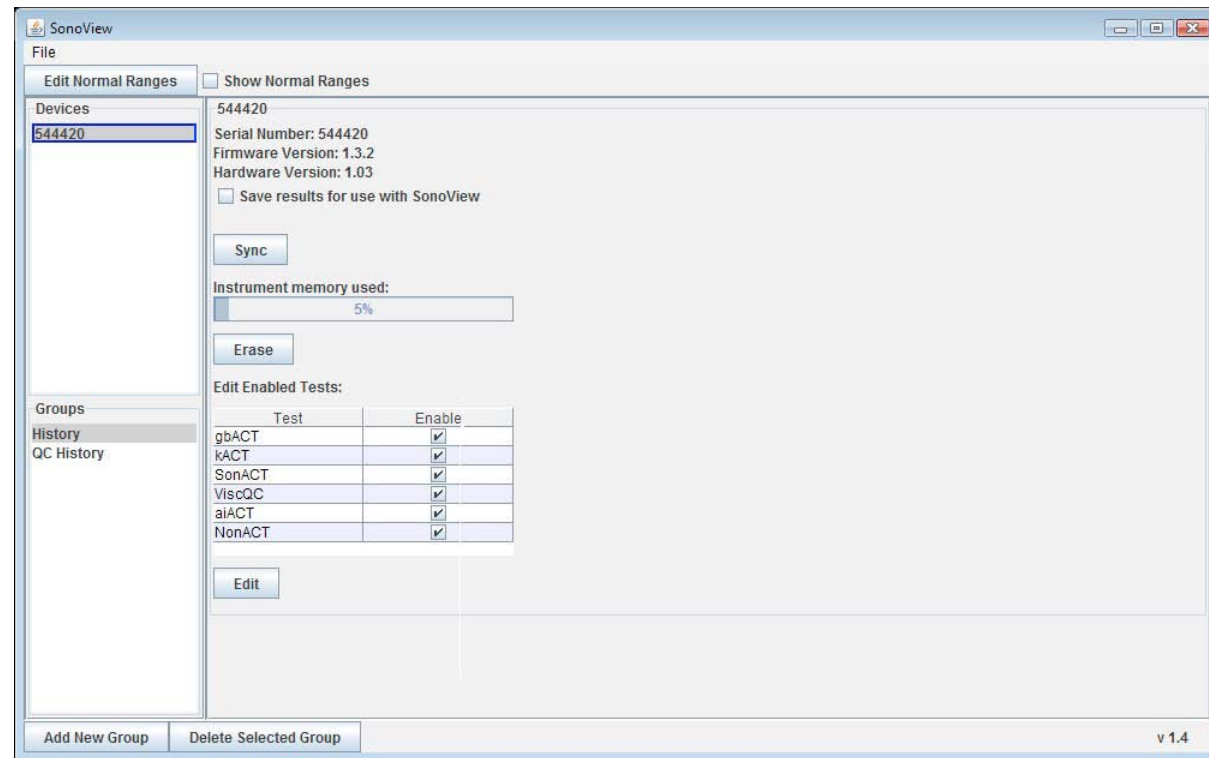 SonoView
File
Edit Normal Ranges Show Normal Ranges
Devices
544420
Groups
History
QC History
544420
Serial Number: 544420
Firmware Version: 1.3.2
Hardware Version: 1.03
Save results for use with SonoView
Sync
Instrument memory used:
5%
Erase
Edit Enabled Tests:
Test Enable
gbACT
kACT
SonACT
ViscQC
aiACT
NonACT
Edit
Add New Group Delete Selected Group v 1.4